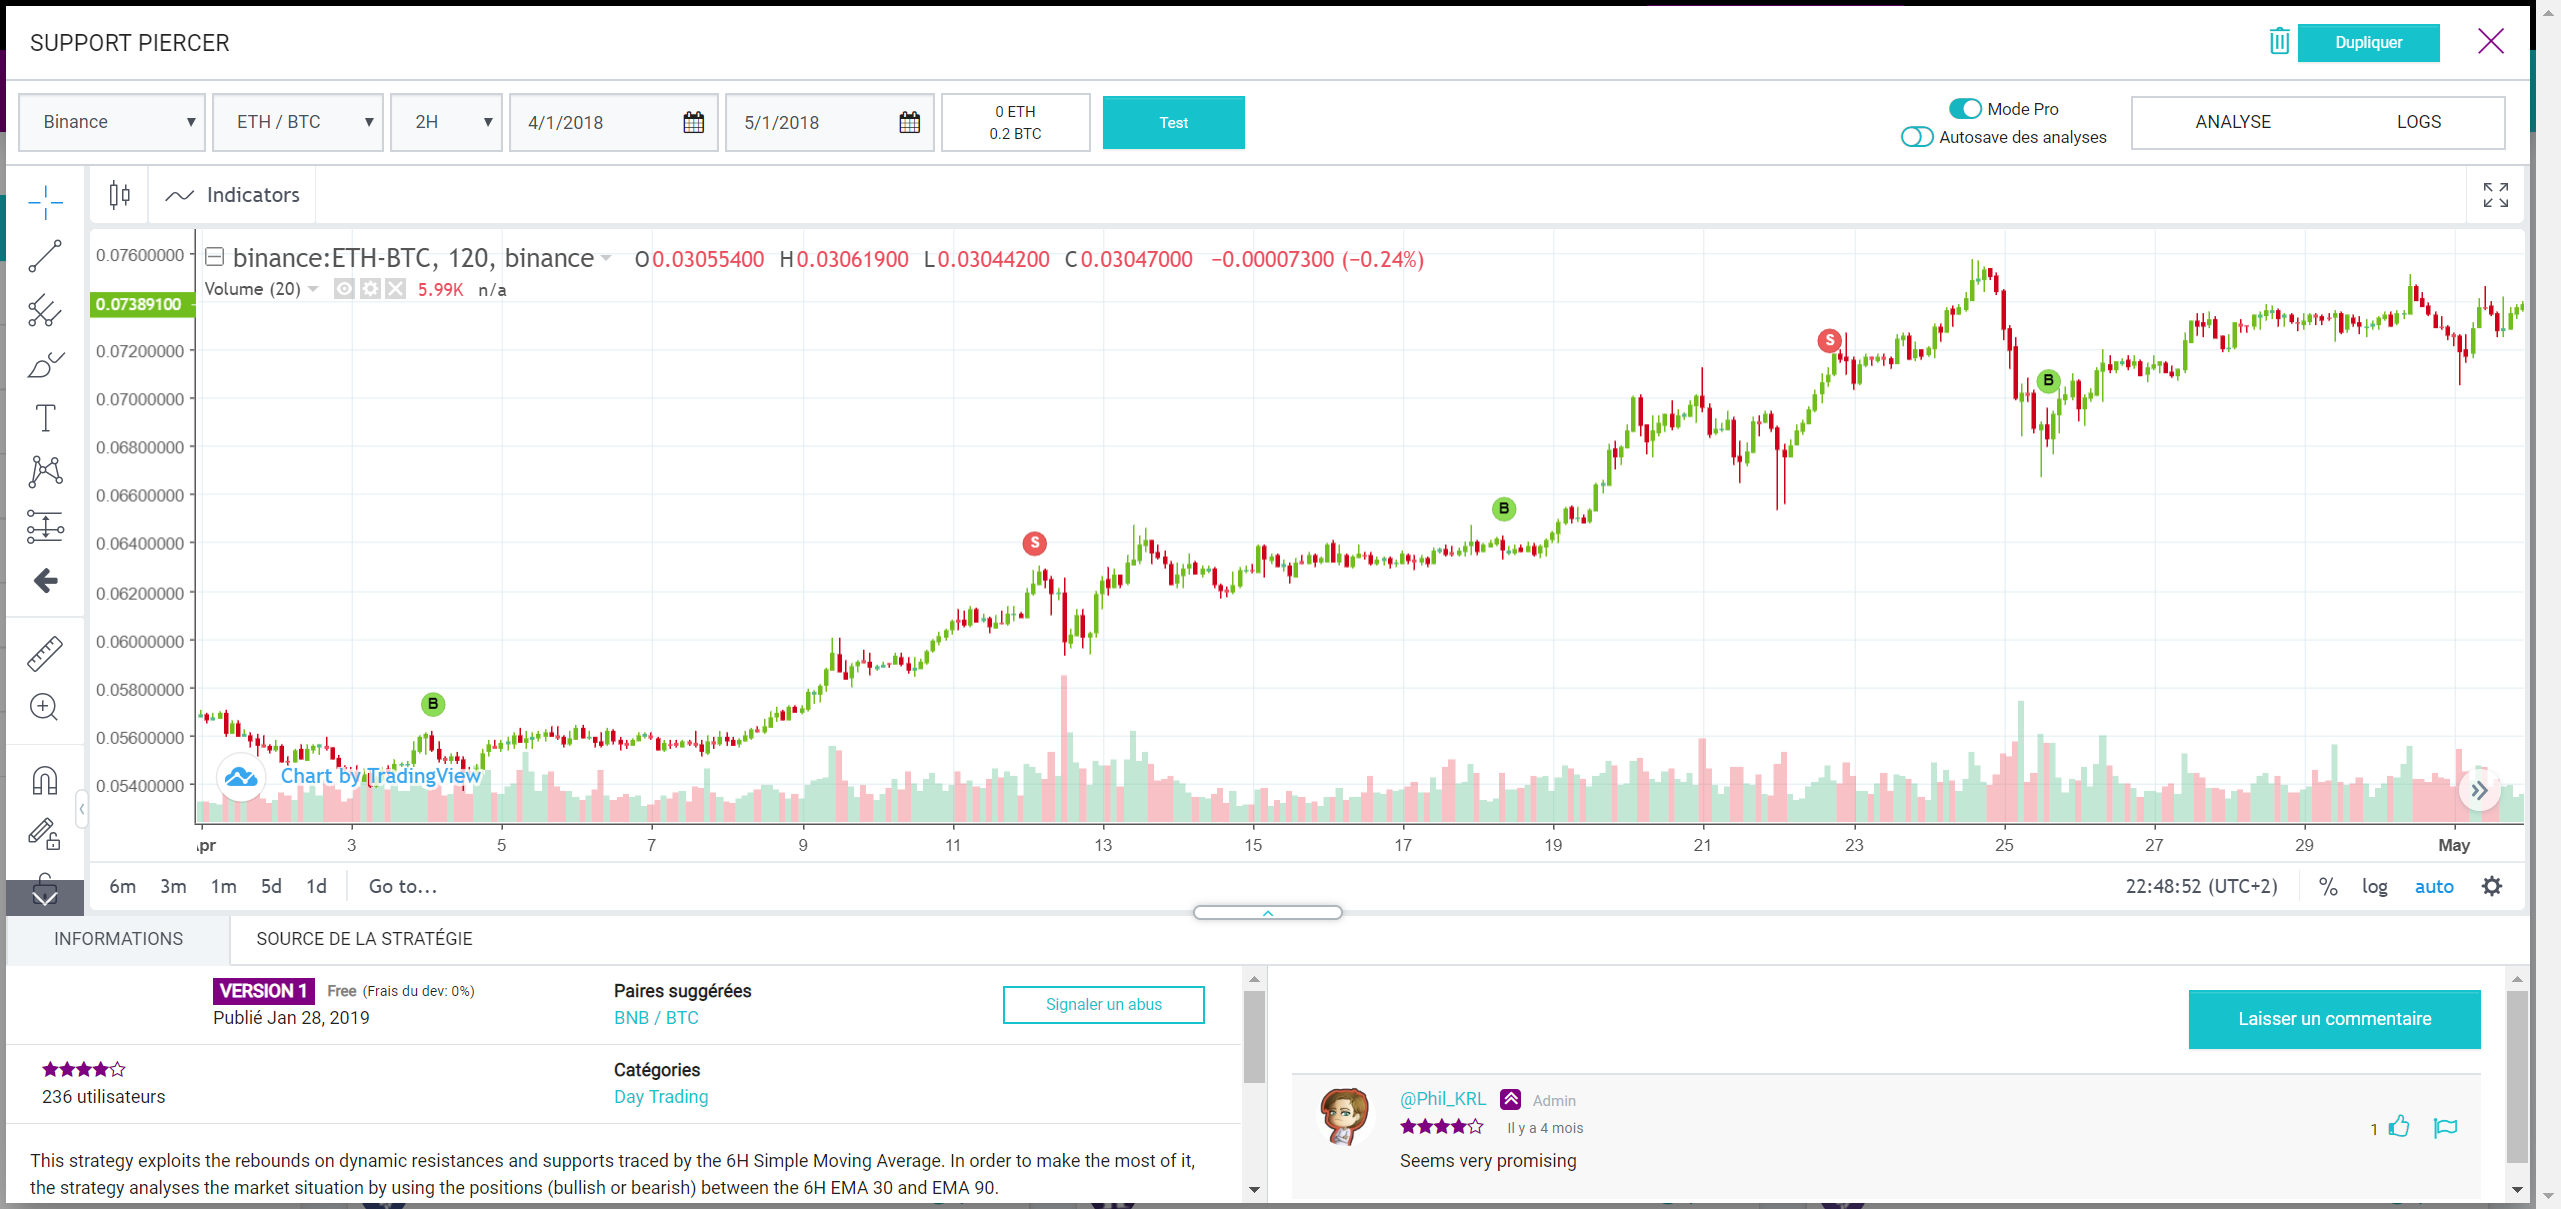 SUPPORT PIERCER
Dupliquer
Binance
ETH / BTC
2H
4/1/2018
5/1/2018
0 ETH
0.2 BTC
Test
Mode Pro
Autosave des analyses
ANALYSE
LOGS
Indicators
binance:ETH-BTC, 120, binance O0.03055400 H0.03061900 L0.03044200 C0.03047000 −0.00007300 (−0.24%)
Volume (20) 5.99K n/a
0.07600000
0.07389100
0.07200000
0.07000000
0.06800000
0.06600000
0.06400000
0.06200000
0.06000000
0.05800000
0.05600000
0.05400000
B
S
B
S
B
Chart by TradingView
Apr 3 5 7 9 11 13 15 17 19 21 23 25 27 29 May
6m 3m 1m 5d 1d Go to...
22:48:52 (UTC+2) % log auto
INFORMATIONS
SOURCE DE LA STRATÉGIE
VERSION 1 Free (Frais du dev: 0%)
Publié Jan 28, 2019
Paires suggérées
BNB / BTC
Signaler un abus
236 utilisateurs
Catégories
Day Trading
This strategy exploits the rebounds on dynamic resistances and supports traced by the 6H Simple Moving Average. In order to make the most of it,
the strategy analyses the market situation by using the positions (bullish or bearish) between the 6H EMA 30 and EMA 90.
Laisser un commentaire
@Phil_KRL Admin
Il y a 4 mois
1
Seems very promising